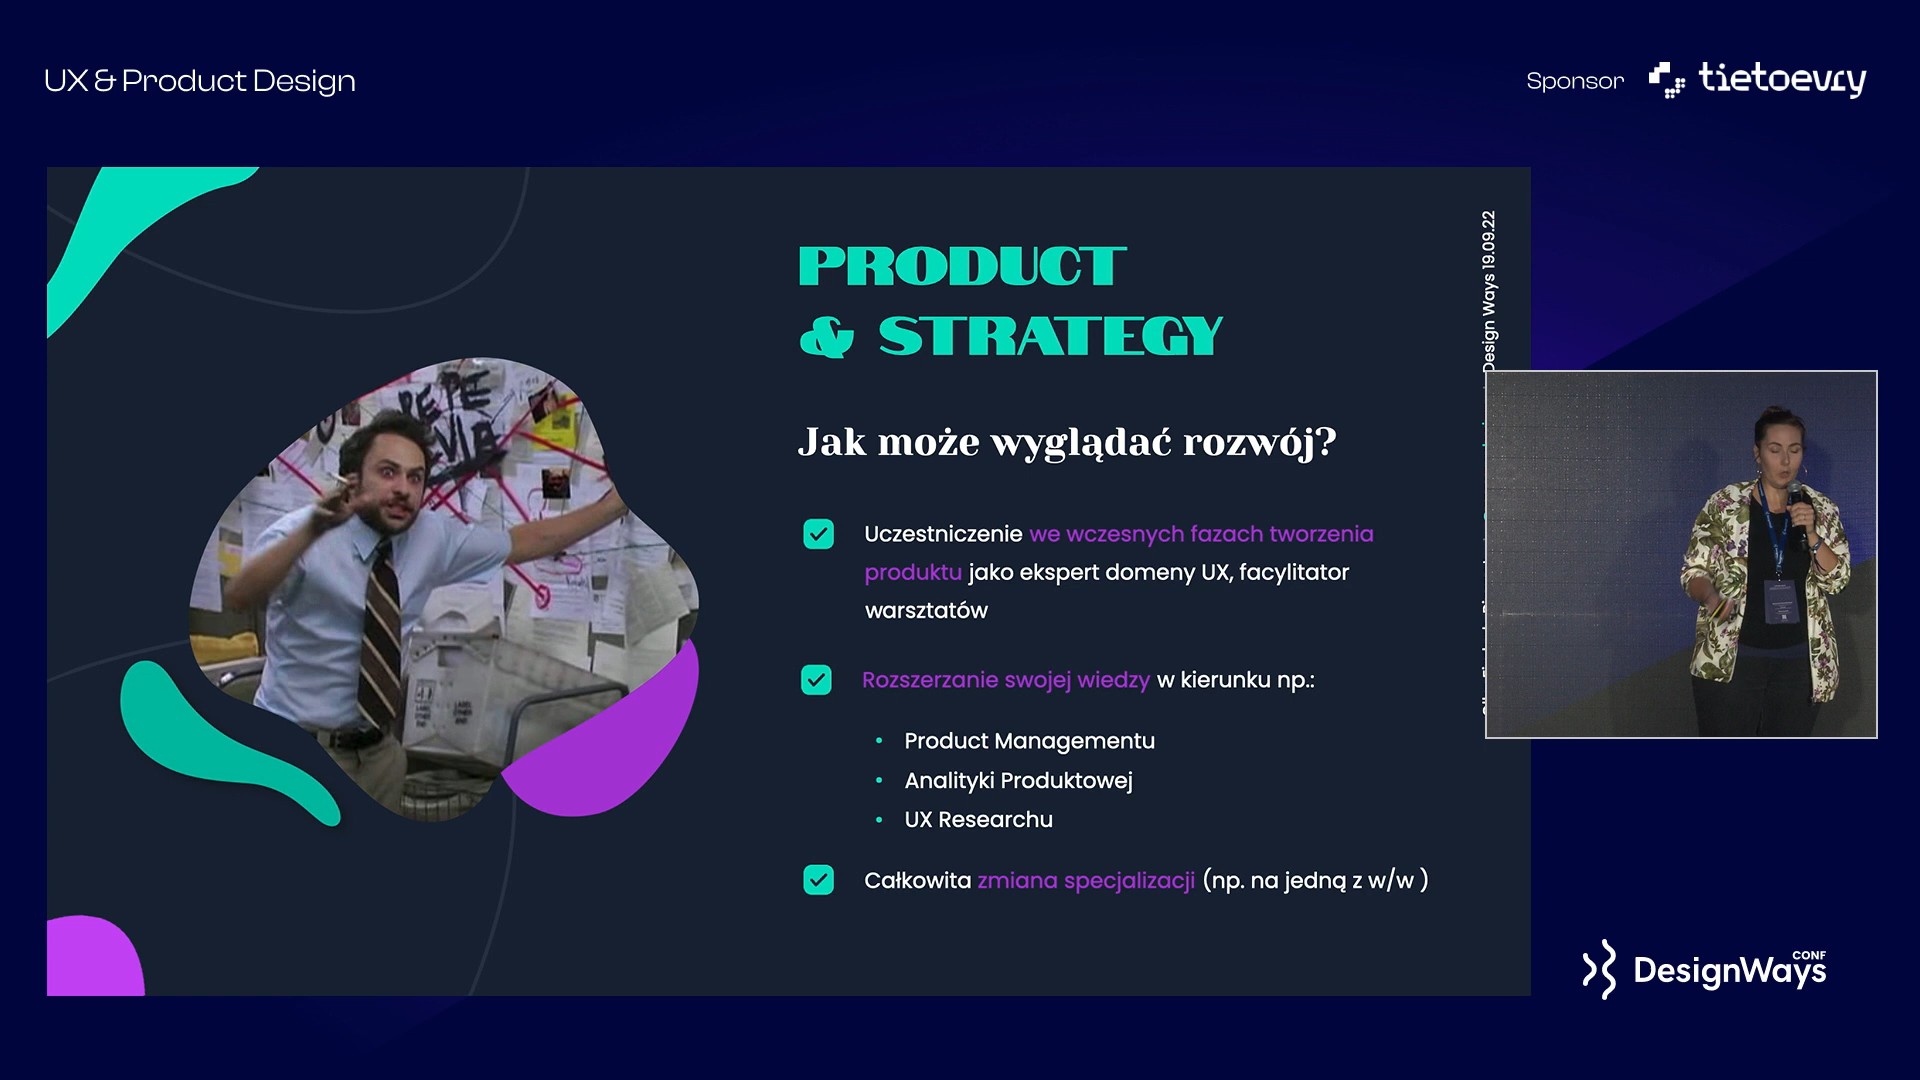 UX & Product Design
Sponsor tietoevry
PRODUCT
& STRATEGY
Jak może wyglądać rozwój?
Uczestniczenie we wczesnych fazach tworzenia
produktu jako ekspert domeny UX, facylitator
warsztatów
Rozszerzanie swojej wiedzy w kierunku np.:
• Product Managementu
• Analityki Produktowej
• UX Researchu
Całkowita zmiana specjalizacji (np. na jedną z w/w )
Design Ways 19.09.22
PEPE
DesignWays CONF